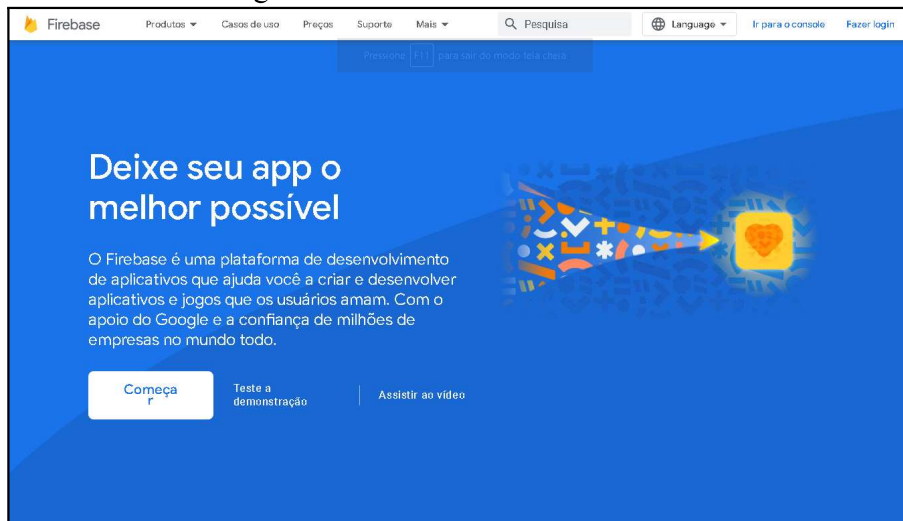 Firebase
Produtos
Casos de uso
Preços
Suporte
Mais
Pesquisa
Language
Ir para o console
Fazer login
Pressione F11 para sair do modo tela cheia
Deixe seu app o
melhor possível
O Firebase é uma plataforma de desenvolvimento
de aplicativos que ajuda você a criar e desenvolver
aplicativos e jogos que os usuários amam. Com o
apoio do Google e a confiança de milhões de
empresas no mundo todo.
Começa
r
Teste a
demonstração
Assistir ao vídeo